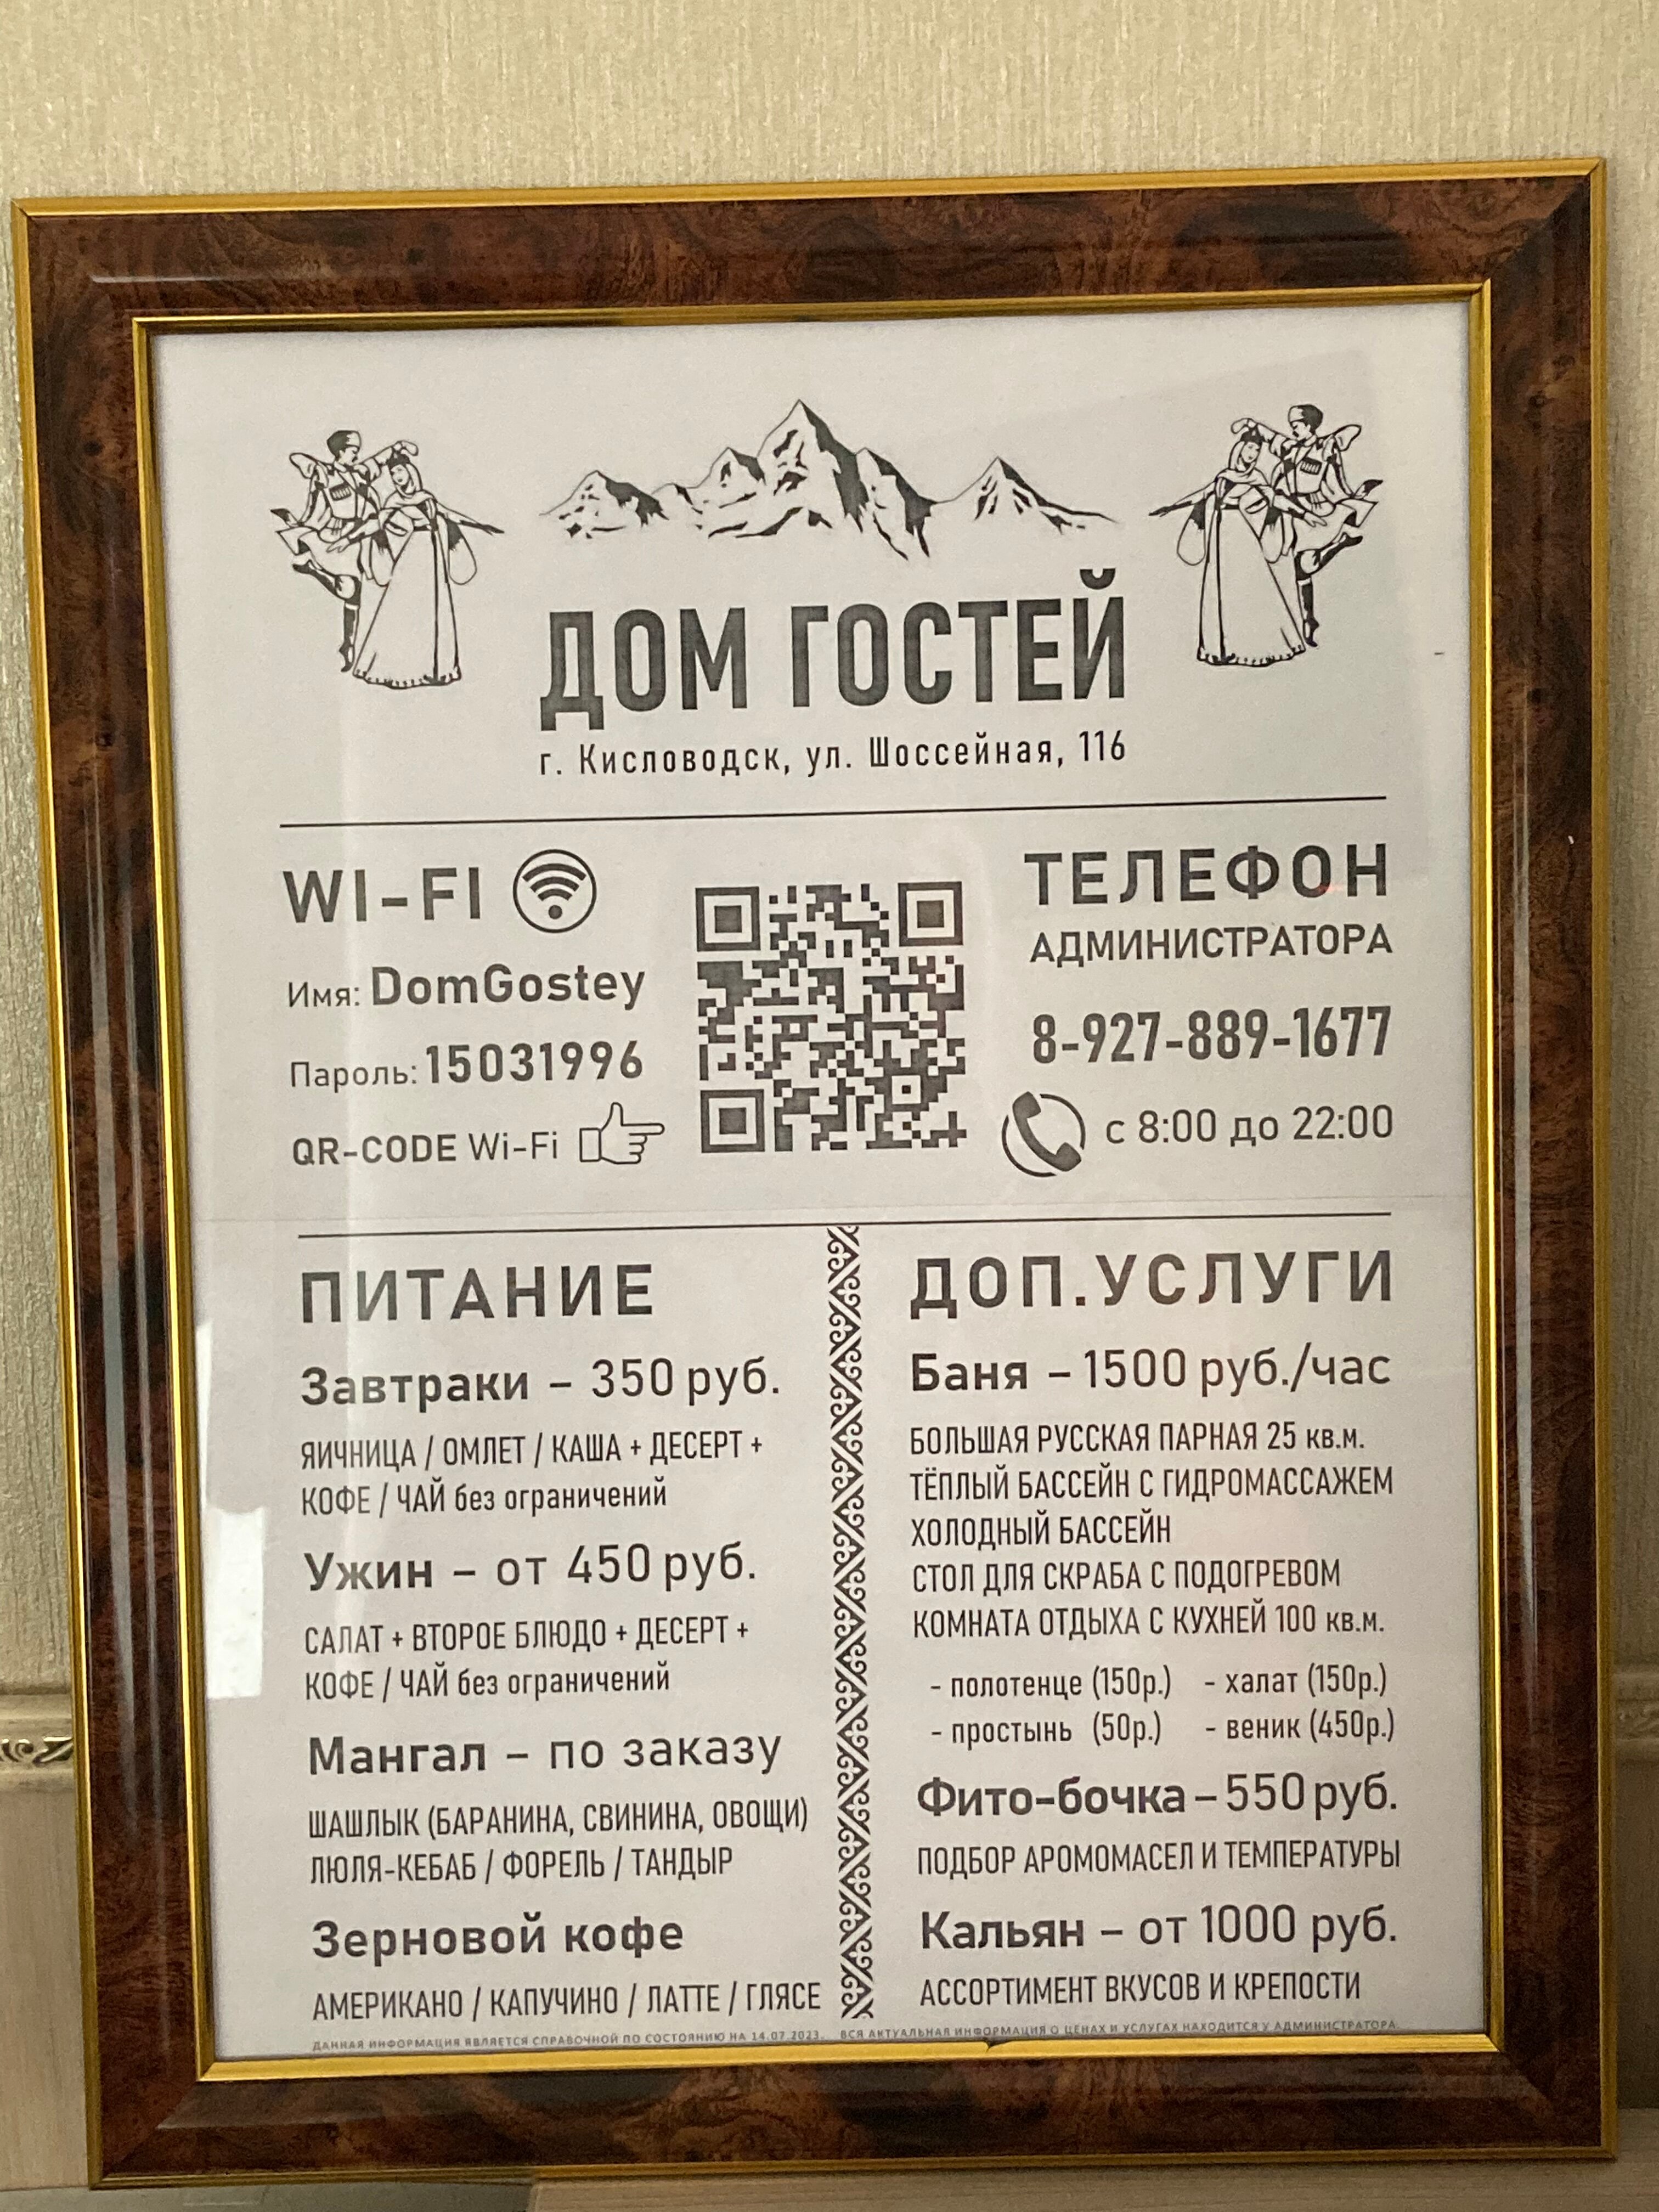 ДОМ ГОСТЕЙ
г. Кисловодск, ул. Шоссейная, 116
WI-FI
Имя: DomGostey
Пароль: 15031996
QR-CODE Wi-Fi
ТЕЛЕФОН
АДМИНИСТРАТОРА
8-927-889-1677
с 8:00 до 22:00
ПИТАНИЕ
Завтраки – 350 руб.
ЯИЧНИЦА / ОМЛЕТ / КАША + ДЕСЕРТ +
КОФЕ / ЧАЙ без ограничений
Ужин – от 450 руб.
САЛАТ + ВТОРОЕ БЛЮДО + ДЕСЕРТ +
КОФЕ / ЧАЙ без ограничений
Мангал – по заказу
ШАШЛЫК (БАРАНИНА, СВИНИНА, ОВОЩИ)
ЛЮЛЯ-КЕБАБ / ФОРЕЛЬ / ТАНДЫР
Зерновой кофе
АМЕРИКАНО / КАПУЧИНО / ЛАТТЕ / ГЛЯСЕ
ДОП.УСЛУГИ
Баня – 1500 руб./час
БОЛЬШАЯ РУССКАЯ ПАРНАЯ 25 кв.м.
ТЁПЛЫЙ БАССЕЙН С ГИДРОМАССАЖЕМ
ХОЛОДНЫЙ БАССЕЙН
СТОЛ ДЛЯ СКРАБА С ПОДОГРЕВОМ
КОМНАТА ОТДЫХА С КУХНЕЙ 100 кв.м.
- полотенце (150р.) - халат (150р.)
- простынь (50р.) - веник (450р.)
Фито-бочка – 550 руб.
ПОДБОР АРОМОМАСЕЛ И ТЕМПЕРАТУРЫ
Кальян – от 1000 руб.
АССОРТИМЕНТ ВКУСОВ И КРЕПОСТИ
ДАННАЯ ИНФОРМАЦИЯ ЯВЛЯЕТСЯ СПРАВОЧНОЙ ПО СОСТОЯНИЮ НА 14.07.2023. ВСЯ АКТУАЛЬНАЯ ИНФОРМАЦИЯ О ЦЕНАХ И УСЛУГАХ НАХОДИТСЯ У АДМИНИСТРАТОРА.